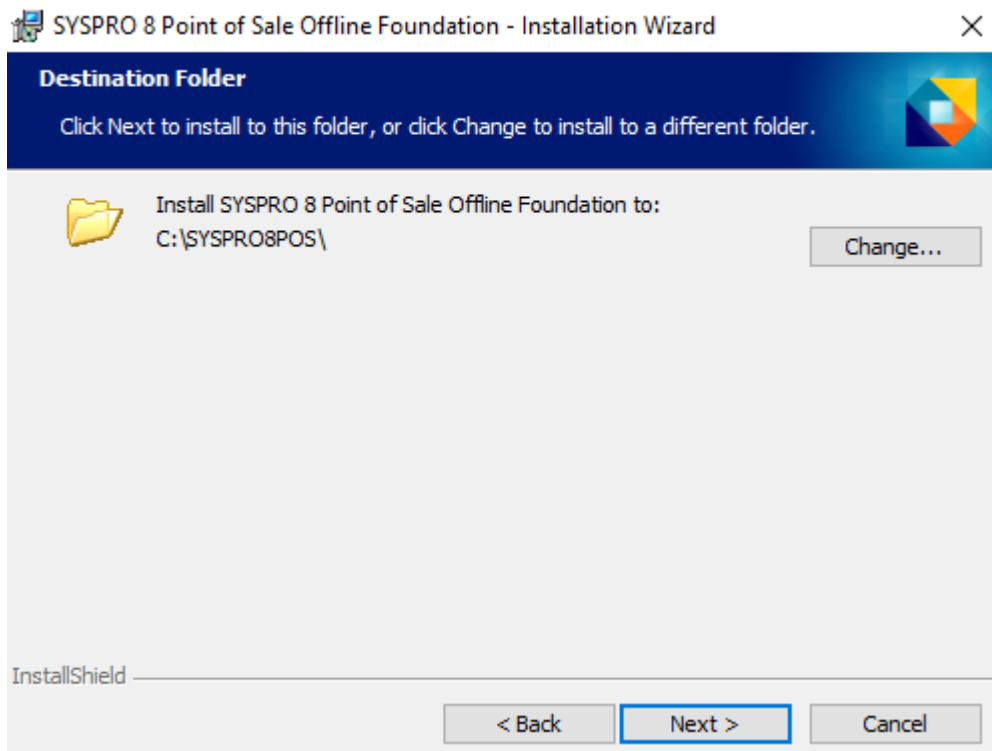 SYSPRO 8 Point of Sale Offline Foundation - Installation Wizard
Destination Folder
Click Next to install to this folder, or click Change to install to a different folder.
Install SYSPRO 8 Point of Sale Offline Foundation to:
C:\SYSPRO8POS\
Change...
InstallShield
< Back
Next >
Cancel